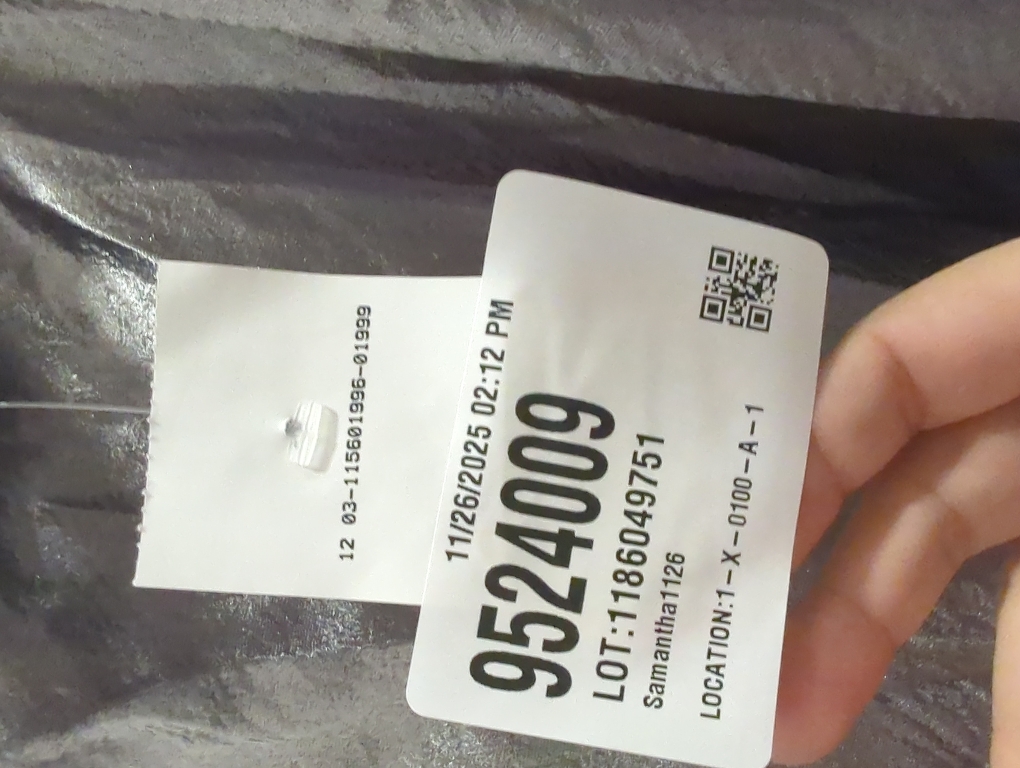 12 03-115601996-01999
11/26/2025 02:12 PM
9524009
LOT:1186049751
Samantha1126
LOCATION:1-X-0100-A-1